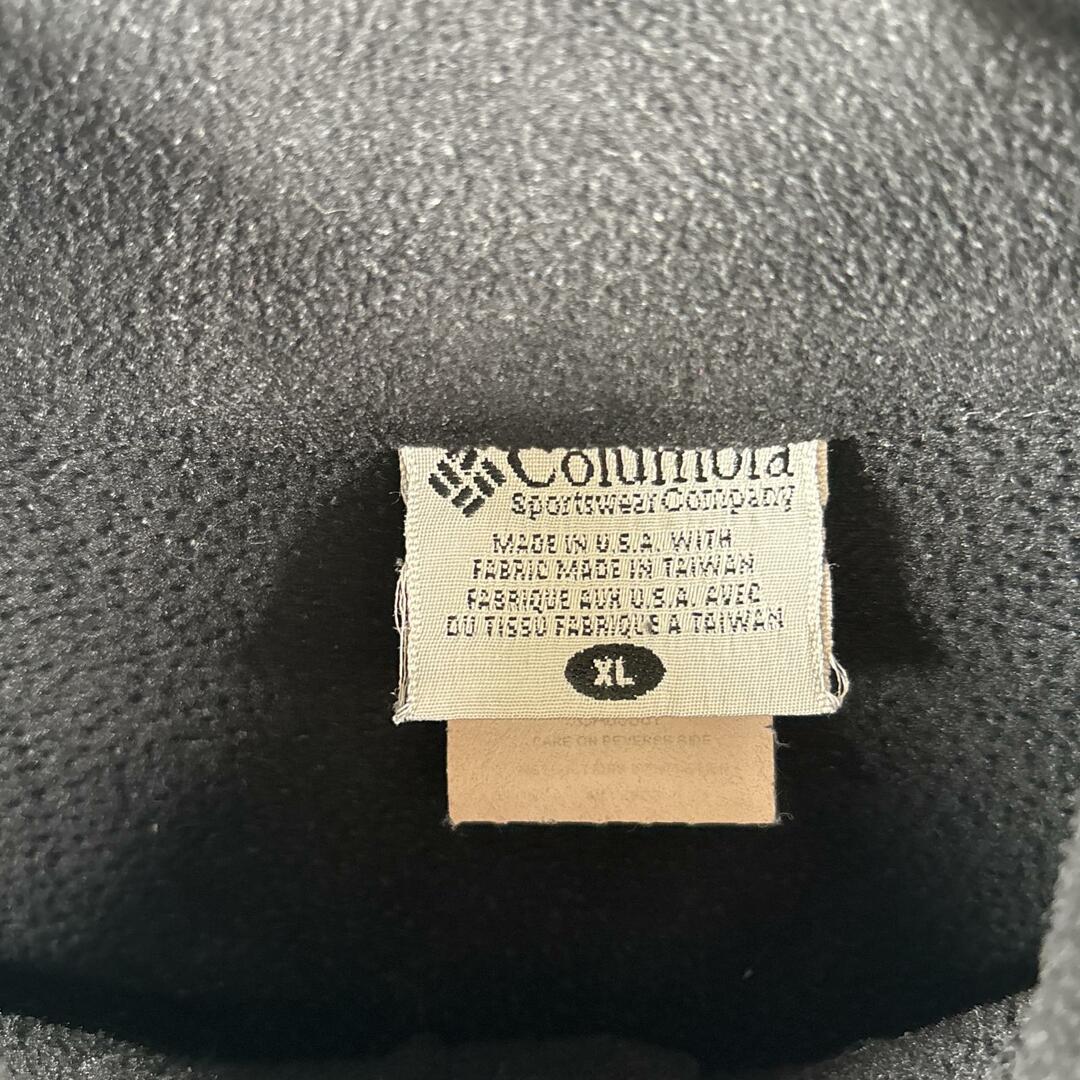 Columbia
Sportswear Company
MADE IN U.S.A. WITH
FABRIC MADE IN TAIWAN
FABRIQUE AUX U.S.A. AVEC
DU TISSU FABRIQUE A TAIWAN
XL
CARE ON REVERSE SIDE